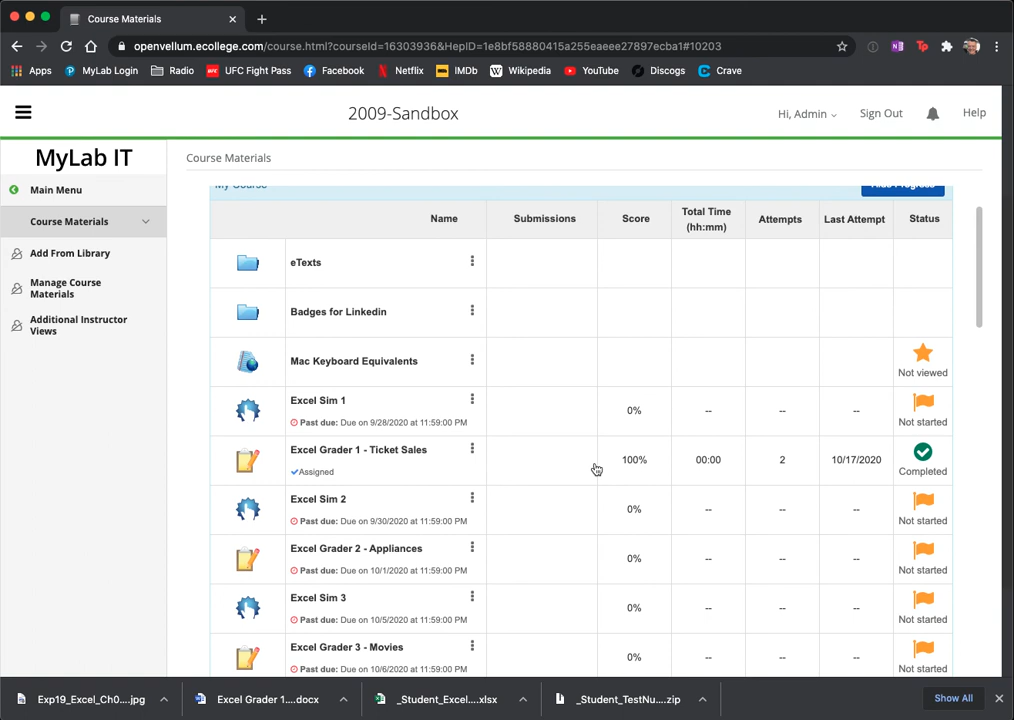 Course Materials
openvellum.ecollege.com/course.html?courseId=16303936&HepID=1e8bf58880415a255eaeee27897ecba1#10203
Apps MyLab Login Radio UFC Fight Pass Facebook Netflix IMDb Wikipedia YouTube Discogs Crave
2009-Sandbox Hi, Admin Sign Out Help
MyLab IT
Main Menu
Course Materials
Add From Library
Manage Course
Materials
Additional Instructor
Views
Course Materials
My Course Hide Progress
Name Submissions Score Total Time (hh:mm) Attempts Last Attempt Status
eTexts
Badges for Linkedin
Mac Keyboard Equivalents Not viewed
Excel Sim 1 0% -- -- --
Past due: Due on 9/28/2020 at 11:59:00 PM Not started
Excel Grader 1 - Ticket Sales 100% 00:00 2 10/17/2020
Assigned Completed
Excel Sim 2 0% -- -- --
Past due: Due on 9/30/2020 at 11:59:00 PM Not started
Excel Grader 2 - Appliances 0% -- -- --
Past due: Due on 10/1/2020 at 11:59:00 PM Not started
Excel Sim 3 0% -- -- --
Past due: Due on 10/5/2020 at 11:59:00 PM Not started
Excel Grader 3 - Movies 0% -- -- --
Past due: Due on 10/6/2020 at 11:59:00 PM Not started
Exp19_Excel_Ch0....jpg Excel Grader 1....docx _Student_Excel....xlsx _Student_TestNu....zip Show All